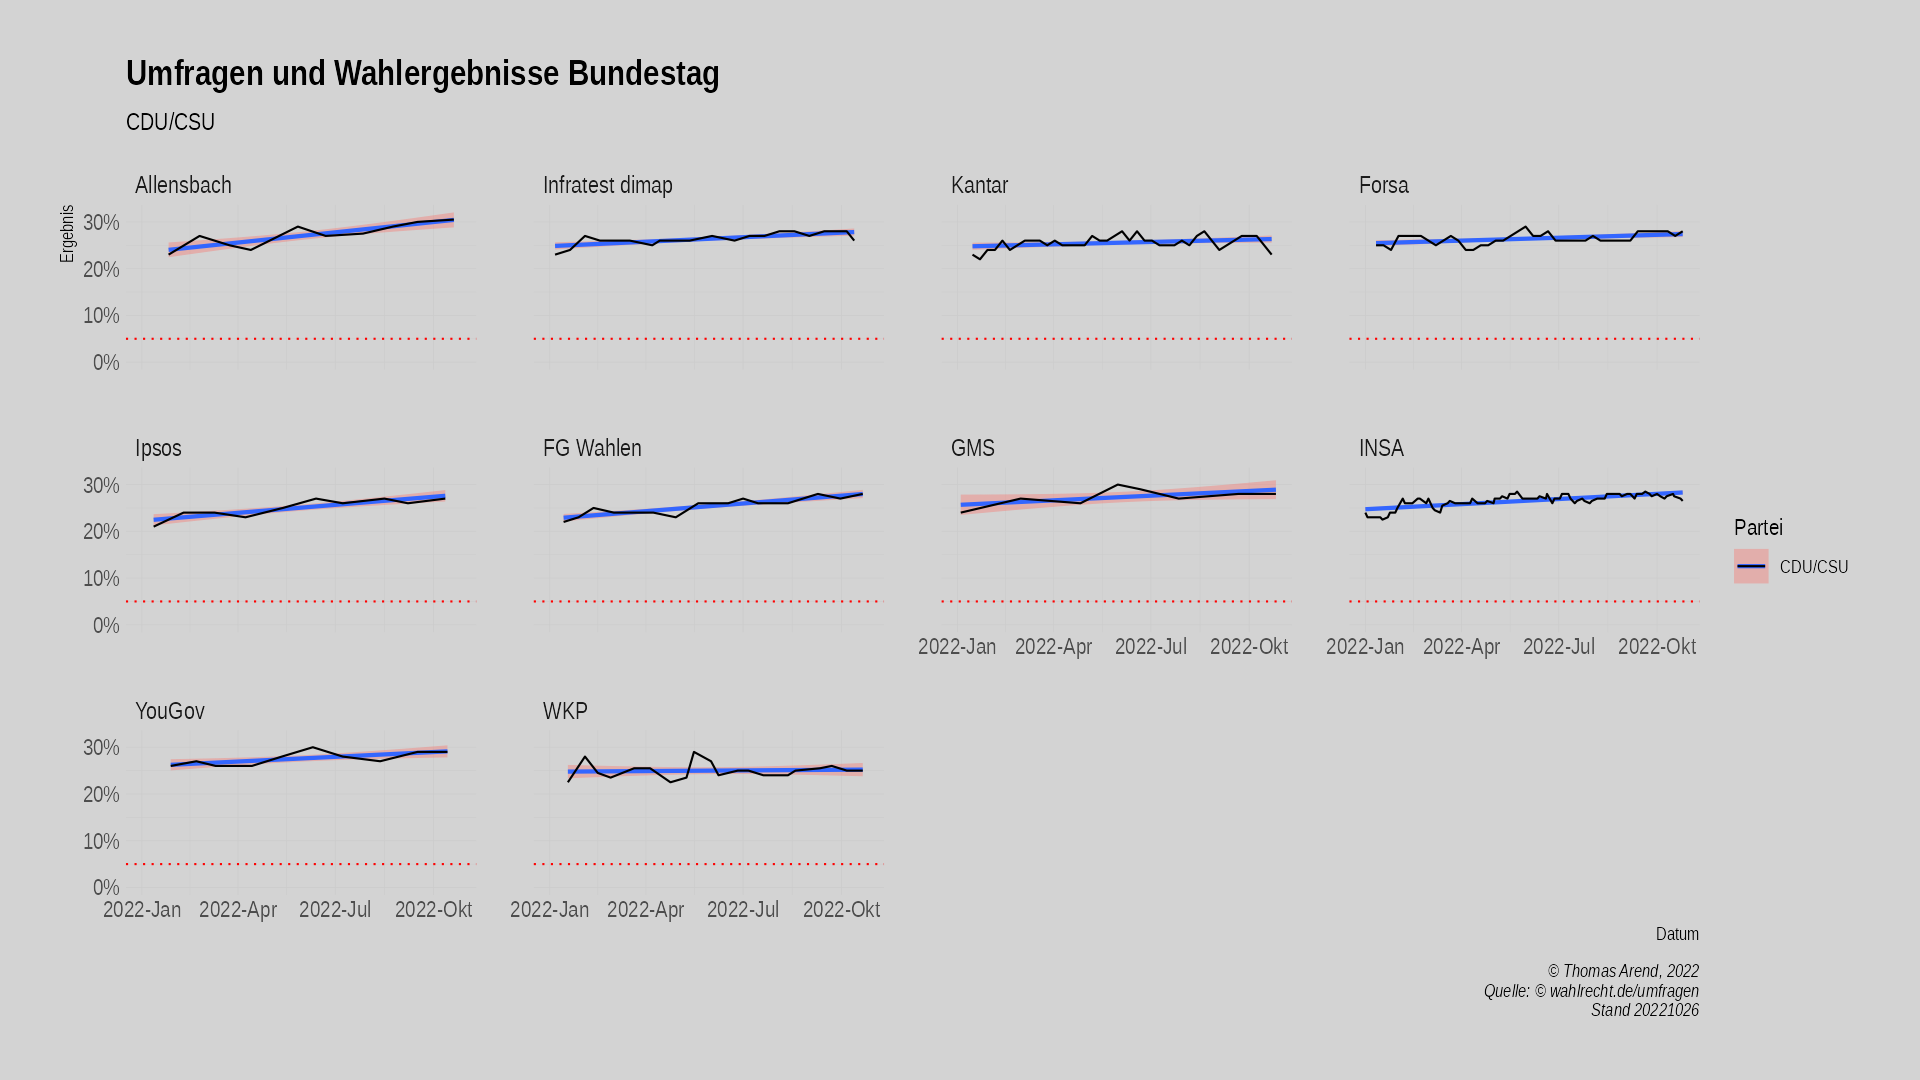 Umfragen und Wahlergebnisse Bundestag
CDU/CSU
Allensbach
Infratest dimap
Kantar
Forsa
Ergebnis
30%
20%
10%
0%
Ipsos
FG Wahlen
GMS
INSA
30%
20%
10%
0%
2022-Jan 2022-Apr 2022-Jul 2022-Okt
2022-Jan 2022-Apr 2022-Jul 2022-Okt
Partei
CDU/CSU
YouGov
WKP
30%
20%
10%
0%
2022-Jan 2022-Apr 2022-Jul 2022-Okt
2022-Jan 2022-Apr 2022-Jul 2022-Okt
Datum
© Thomas Arend, 2022
Quelle: © wahlrecht.de/umfragen
Stand 20221026